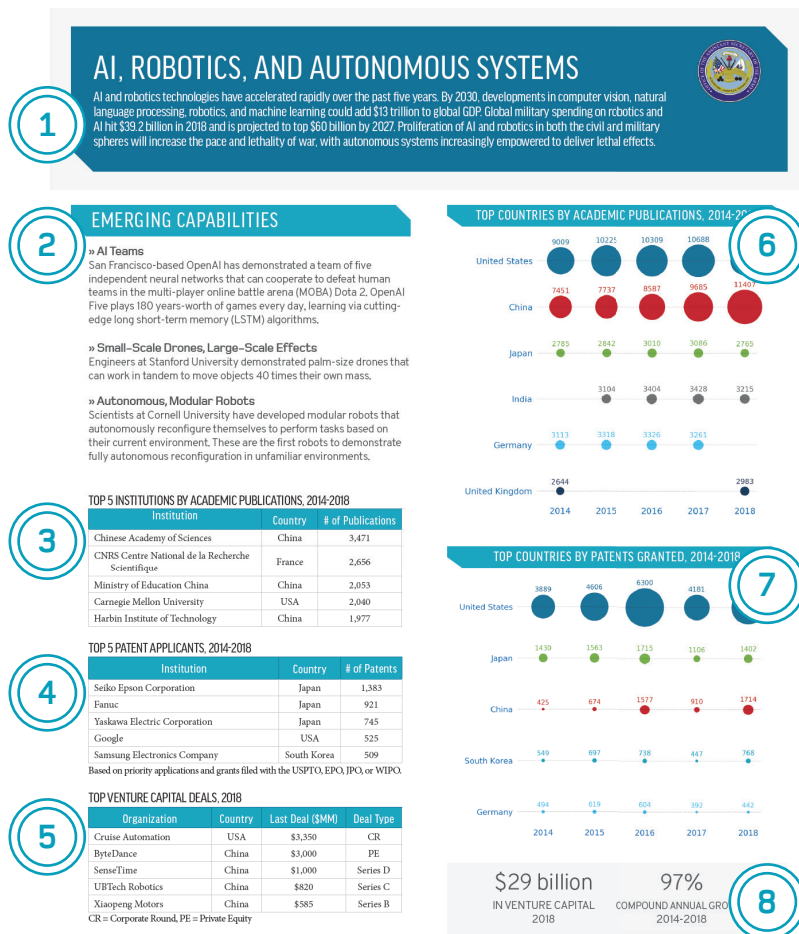 AI, ROBOTICS, AND AUTONOMOUS SYSTEMS
AI and robotics technologies have accelerated rapidly over the past five years. By 2030, developments in computer vision, natural
language processing, robotics, and machine learning could add $13 trillion to global GDP. Global military spending on robotics and
AI hit $39.2 billion in 2018 and is projected to top $60 billion by 2027. Proliferation of AI and robotics in both the civil and military
spheres will increase the pace and lethality of war, with autonomous systems increasingly empowered to deliver lethal effects.
1
2
EMERGING CAPABILITIES
» AI Teams
San Francisco-based OpenAI has demonstrated a team of five
independent neural networks that can cooperate to defeat human
teams in the multi-player online battle arena (MOBA) Dota 2. OpenAI
Five plays 180 years-worth of games every day, learning via cutting-
edge long short-term memory (LSTM) algorithms.
» Small-Scale Drones, Large-Scale Effects
Engineers at Stanford University demonstrated palm-size drones that
can work in tandem to move objects 40 times their own mass.
» Autonomous, Modular Robots
Scientists at Cornell University have developed modular robots that
autonomously reconfigure themselves to perform tasks based on
their current environment. These are the first robots to demonstrate
fully autonomous reconfiguration in unfamiliar environments.
3
TOP 5 INSTITUTIONS BY ACADEMIC PUBLICATIONS, 2014-2018
Institution Country # of Publications
Chinese Academy of Sciences China 3,471
CNRS Centre National de la Recherche
Scientifique France 2,656
Ministry of Education China China 2,053
Carnegie Mellon University USA 2,040
Harbin Institute of Technology China 1,977
4
TOP 5 PATENT APPLICANTS, 2014-2018
Institution Country # of Patents
Seiko Epson Corporation Japan 1,383
Fanuc Japan 921
Yaskawa Electric Corporation Japan 745
Google USA 525
Samsung Electronics Company South Korea 509
Based on priority applications and grants filed with the USPTO, EPO, JPO, or WIPO.
5
TOP VENTURE CAPITAL DEALS, 2018
Organization Country Last Deal ($MM) Deal Type
Cruise Automation USA $3,350 CR
ByteDance China $3,000 PE
SenseTime China $1,000 Series D
UBTech Robotics China $820 Series C
Xiaopeng Motors China $585 Series B
CR = Corporate Round, PE = Private Equity
TOP COUNTRIES BY ACADEMIC PUBLICATIONS, 2014-20
6
9009 10225 10309 10688
United States
7451 7737 8587 9685 11407
China
2785 2842 3010 3086 2765
Japan
3104 3404 3428 3215
India
3113 3318 3326 3261
Germany
2644 2983
United Kingdom
2014 2015 2016 2017 2018
TOP COUNTRIES BY PATENTS GRANTED, 2014-2018
7
3889 4606 6300 4181
United States
1430 1563 1715 1106 1402
Japan
425 674 1577 910 1714
China
549 697 738 447 768
South Korea
494 619 604 392 442
Germany
2014 2015 2016 2017 2018
$29 billion 97%
IN VENTURE CAPITAL COMPOUND ANNUAL GRO
2018 2014-2018
8